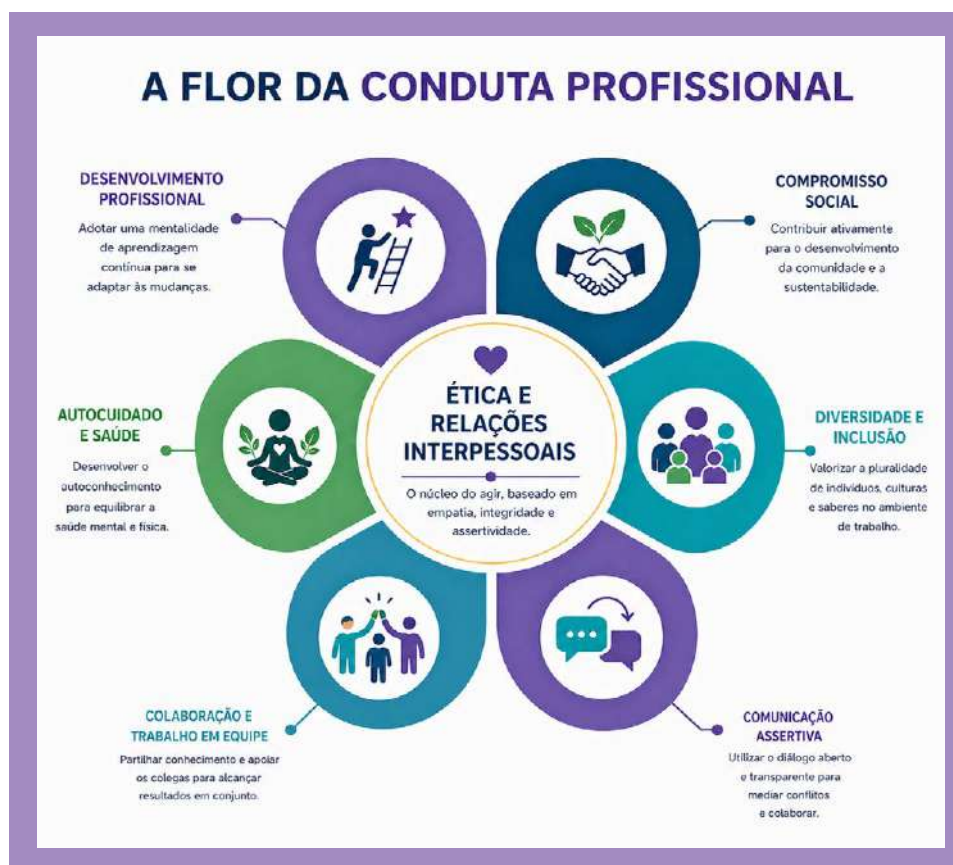 A FLOR DA CONDUTA PROFISSIONAL
DESENVOLVIMENTO
PROFISSIONAL
Adotar uma mentalidade
de aprendizagem
contínua para se
adaptar às mudanças.
COMPROMISSO
SOCIAL
Contribuir ativamente
para o desenvolvimento
da comunidade e a
sustentabilidade.
ÉTICA E
RELAÇÕES
INTERPESSOAIS
O núcleo do agir, baseado em
empatia, integridade e
assertividade.
AUTOCUIDADO
E SAÚDE
Desenvolver o
autoconhecimento
para equilibrar a
saúde mental e física.
DIVERSIDADE E
INCLUSÃO
Valorizar a pluralidade
de indivíduos, culturas
e saberes no ambiente
de trabalho.
COLABORAÇÃO E
TRABALHO EM EQUIPE
Partilhar conhecimento e apoiar
os colegas para alcançar
resultados em conjunto.
COMUNICAÇÃO
ASSERTIVA
Utilizar o diálogo aberto
e transparente para
mediar conflitos
e colaborar.